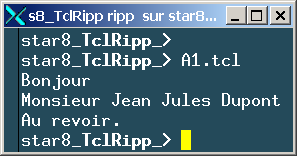 s8_TclRipp ripp sur star8...
star8_TclRipp_>
star8_TclRipp_> A1.tcl
Bonjour
Monsieur Jean Jules Dupont
Au revoir.
star8_TclRipp_>